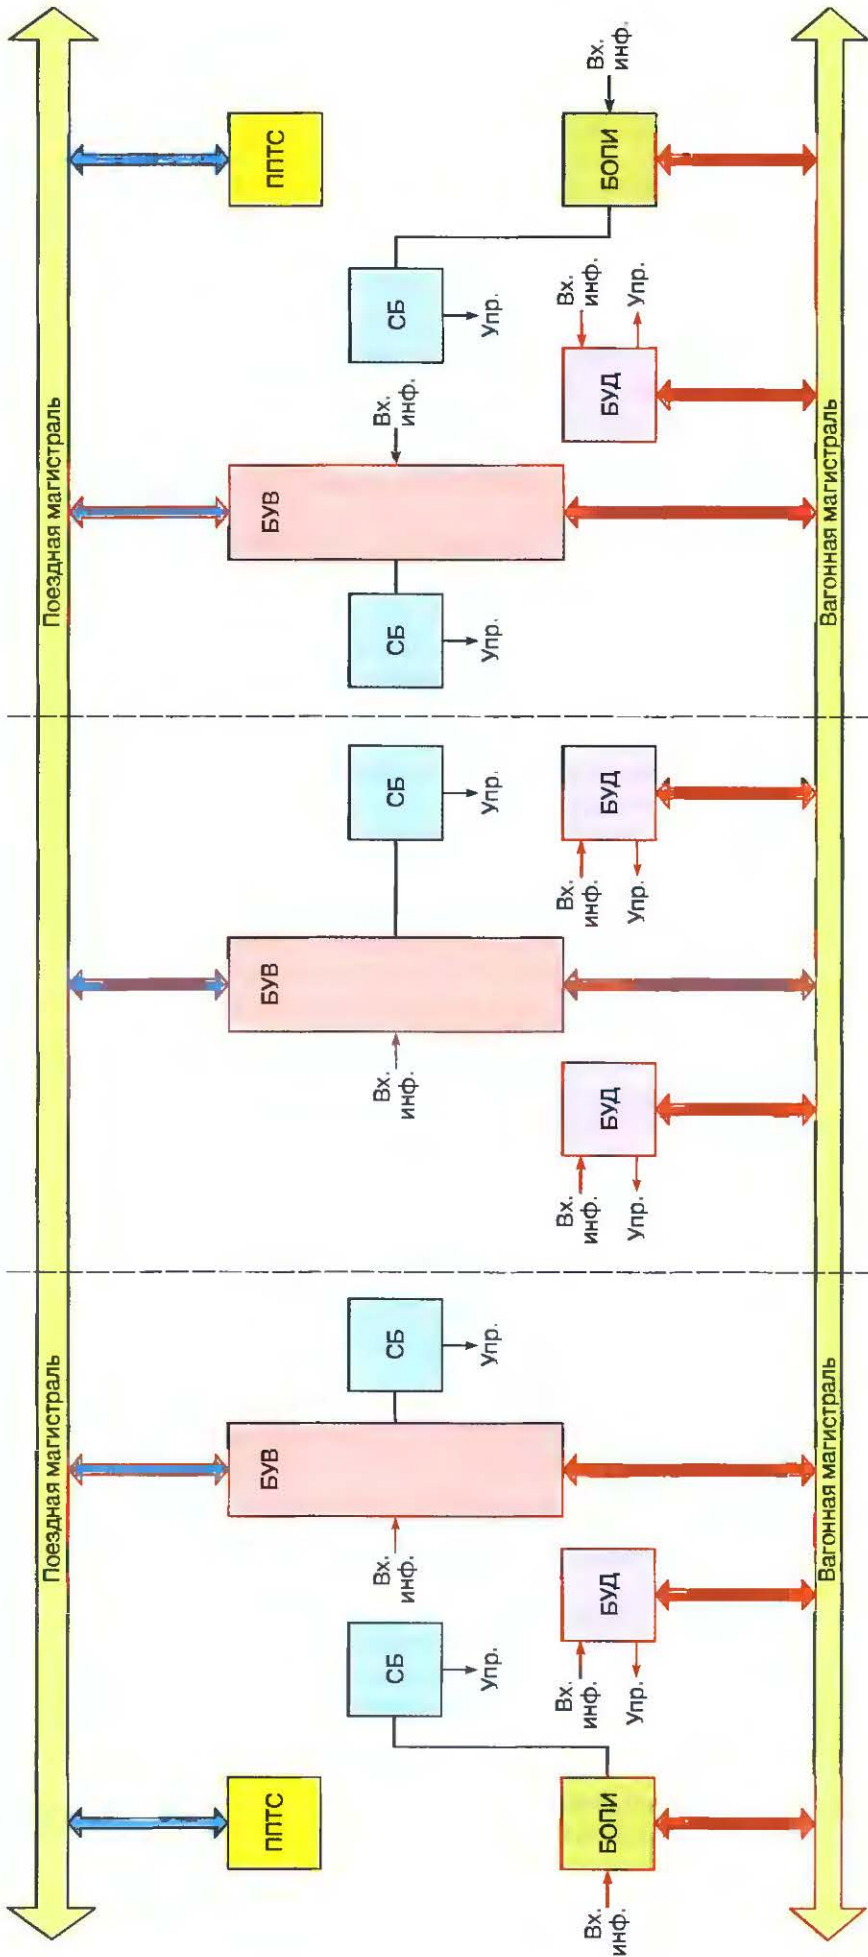 Поездная магистраль
Поездная магистраль
ППТС
БУВ
БУВ
БУВ
ППТС
СБ
Вх.
инф.
СБ
Вх.
инф.
СБ
СБ
Вх.
инф.
СБ
Упр.
Упр.
Упр.
Упр.
Упр.
Вх.
инф.
БОПИ
Вх.
инф.
Упр.
БУД
Вх.
инф.
Упр.
БУД
Вх.
инф.
Упр.
БУД
БУД
Вх.
инф.
Упр.
БОПИ
Вх.
инф.
Вагонная магистраль
Вагонная магистраль